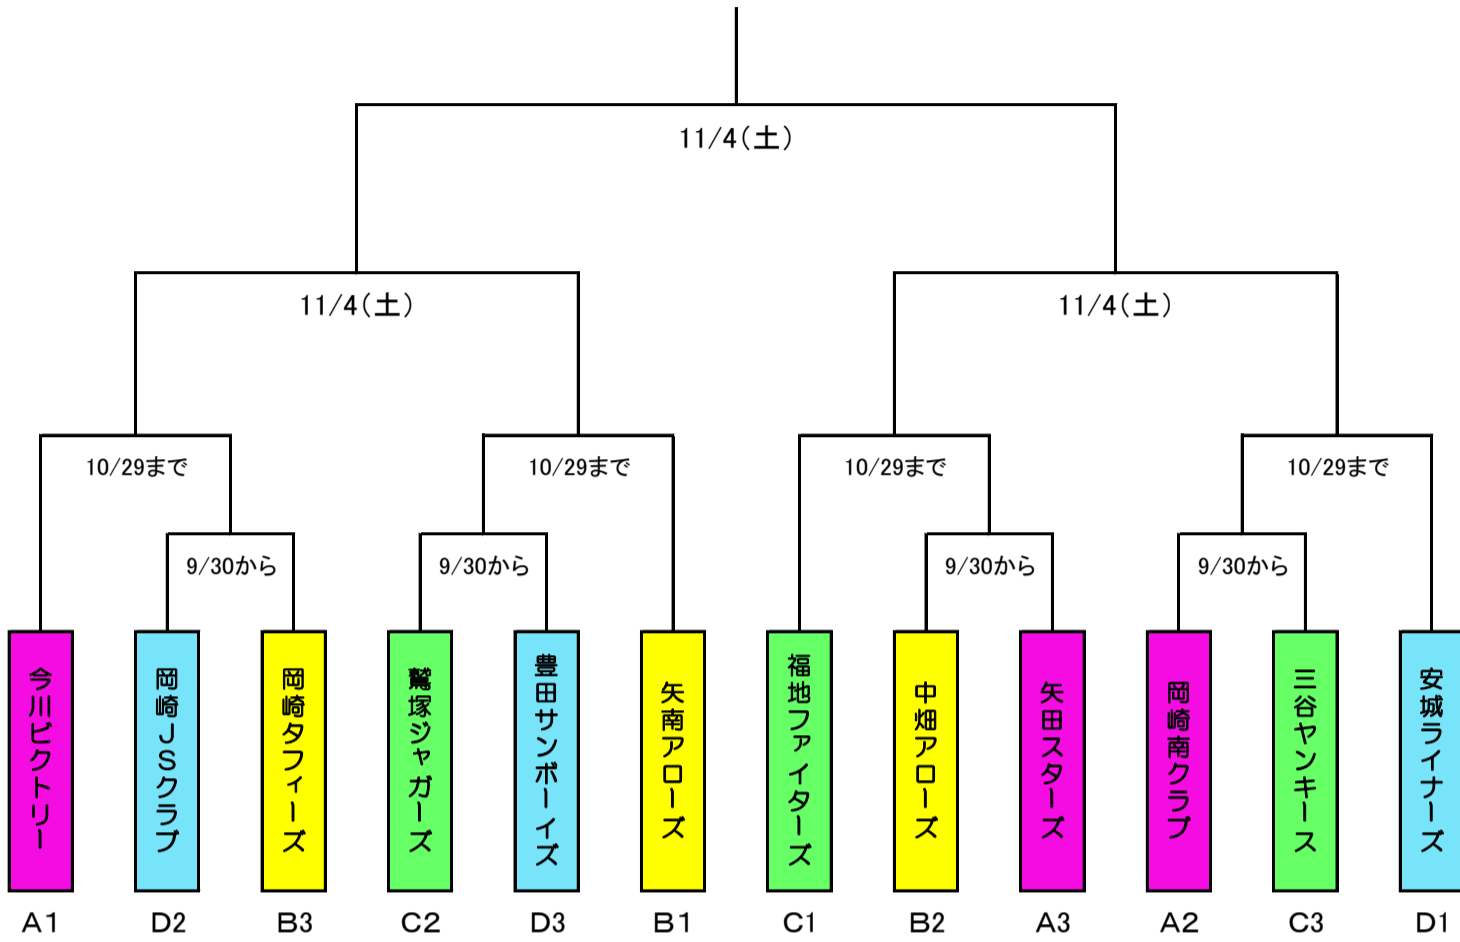 11/4(土)
11/4(土)
11/4(土)
10/29まで
10/29まで
10/29まで
10/29まで
9/30から
9/30から
9/30から
9/30から
今川ビクトリー
岡崎JSクラブ
岡崎タフィーズ
鷲塚ジャガーズ
豊田サンボーイズ
矢南アローズ
福地ファイターズ
中畑アローズ
矢田スターズ
岡崎南クラブ
三谷ヤンキース
安城ライナーズ
A1
D2
B3
C2
D3
B1
C1
B2
A3
A2
C3
D1